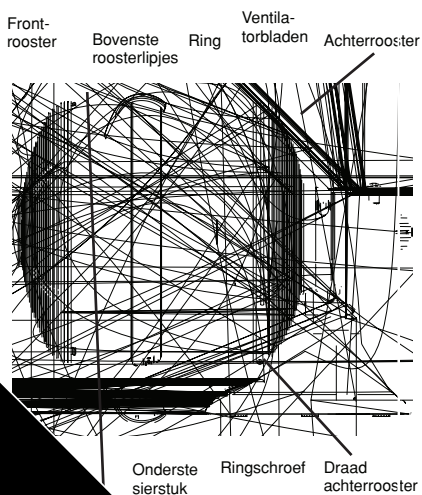 Front-
rooster
Bovenste
roosterlipjes
Ring
Ventila-
torbladen
Achterrooster
Onderste
sierstuk
Ringschroef
Draad
achterrooster